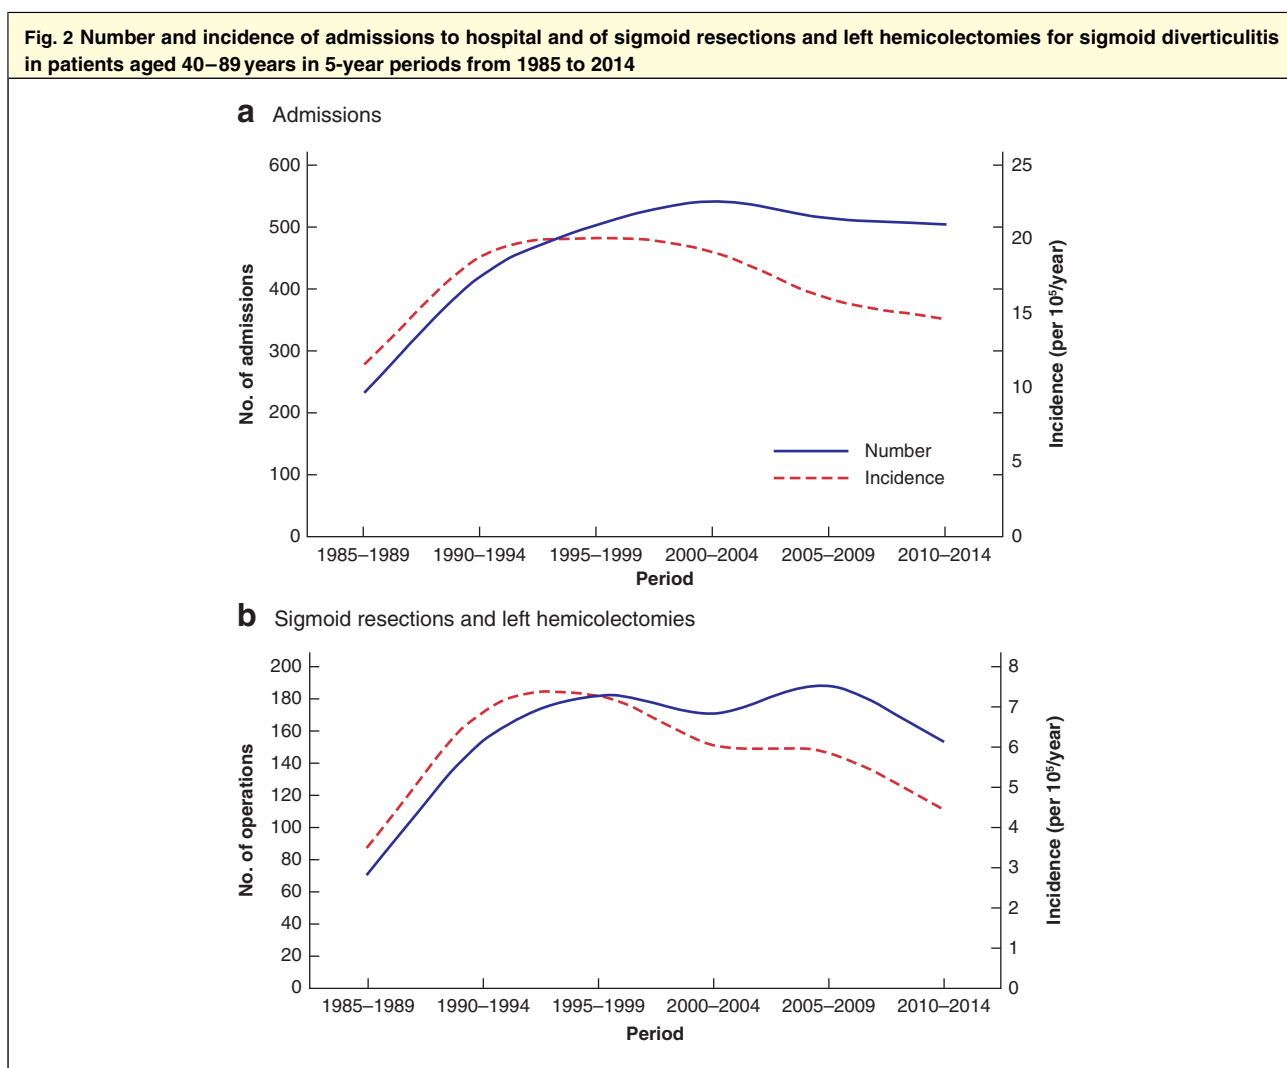 Fig. 2 Number and incidence of admissions to hospital and of sigmoid resections and left hemicolectomies for sigmoid diverticulitis
in patients aged 40–89 years in 5-year periods from 1985 to 2014
a Admissions
600
500
400
300
200
100
0
No. of admissions
25
20
15
10
5
0
Incidence (per 10⁵/year)
Number
Incidence
1985–1989 1990–1994 1995–1999 2000–2004 2005–2009 2010–2014
Period
b Sigmoid resections and left hemicolectomies
200
180
160
140
120
100
80
60
40
20
0
No. of operations
8
7
6
5
4
3
2
1
0
Incidence (per 10⁵/year)
1985–1989 1990–1994 1995–1999 2000–2004 2005–2009 2010–2014
Period